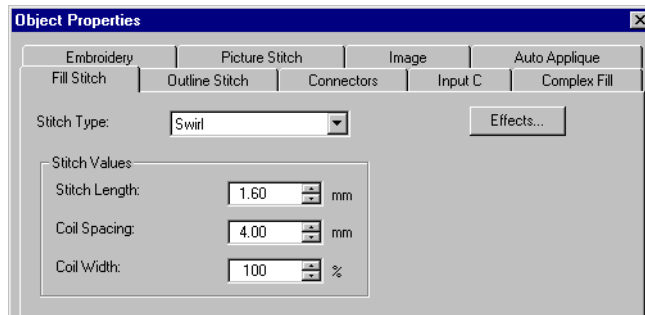 Object Properties
Embroidery Picture Stitch Image Auto Applique
Fill Stitch Outline Stitch Connectors Input C Complex Fill
Stitch Type: Swirl Effects...
Stitch Values
Stitch Length: 1.60 mm
Coil Spacing: 4.00 mm
Coil Width: 100 %